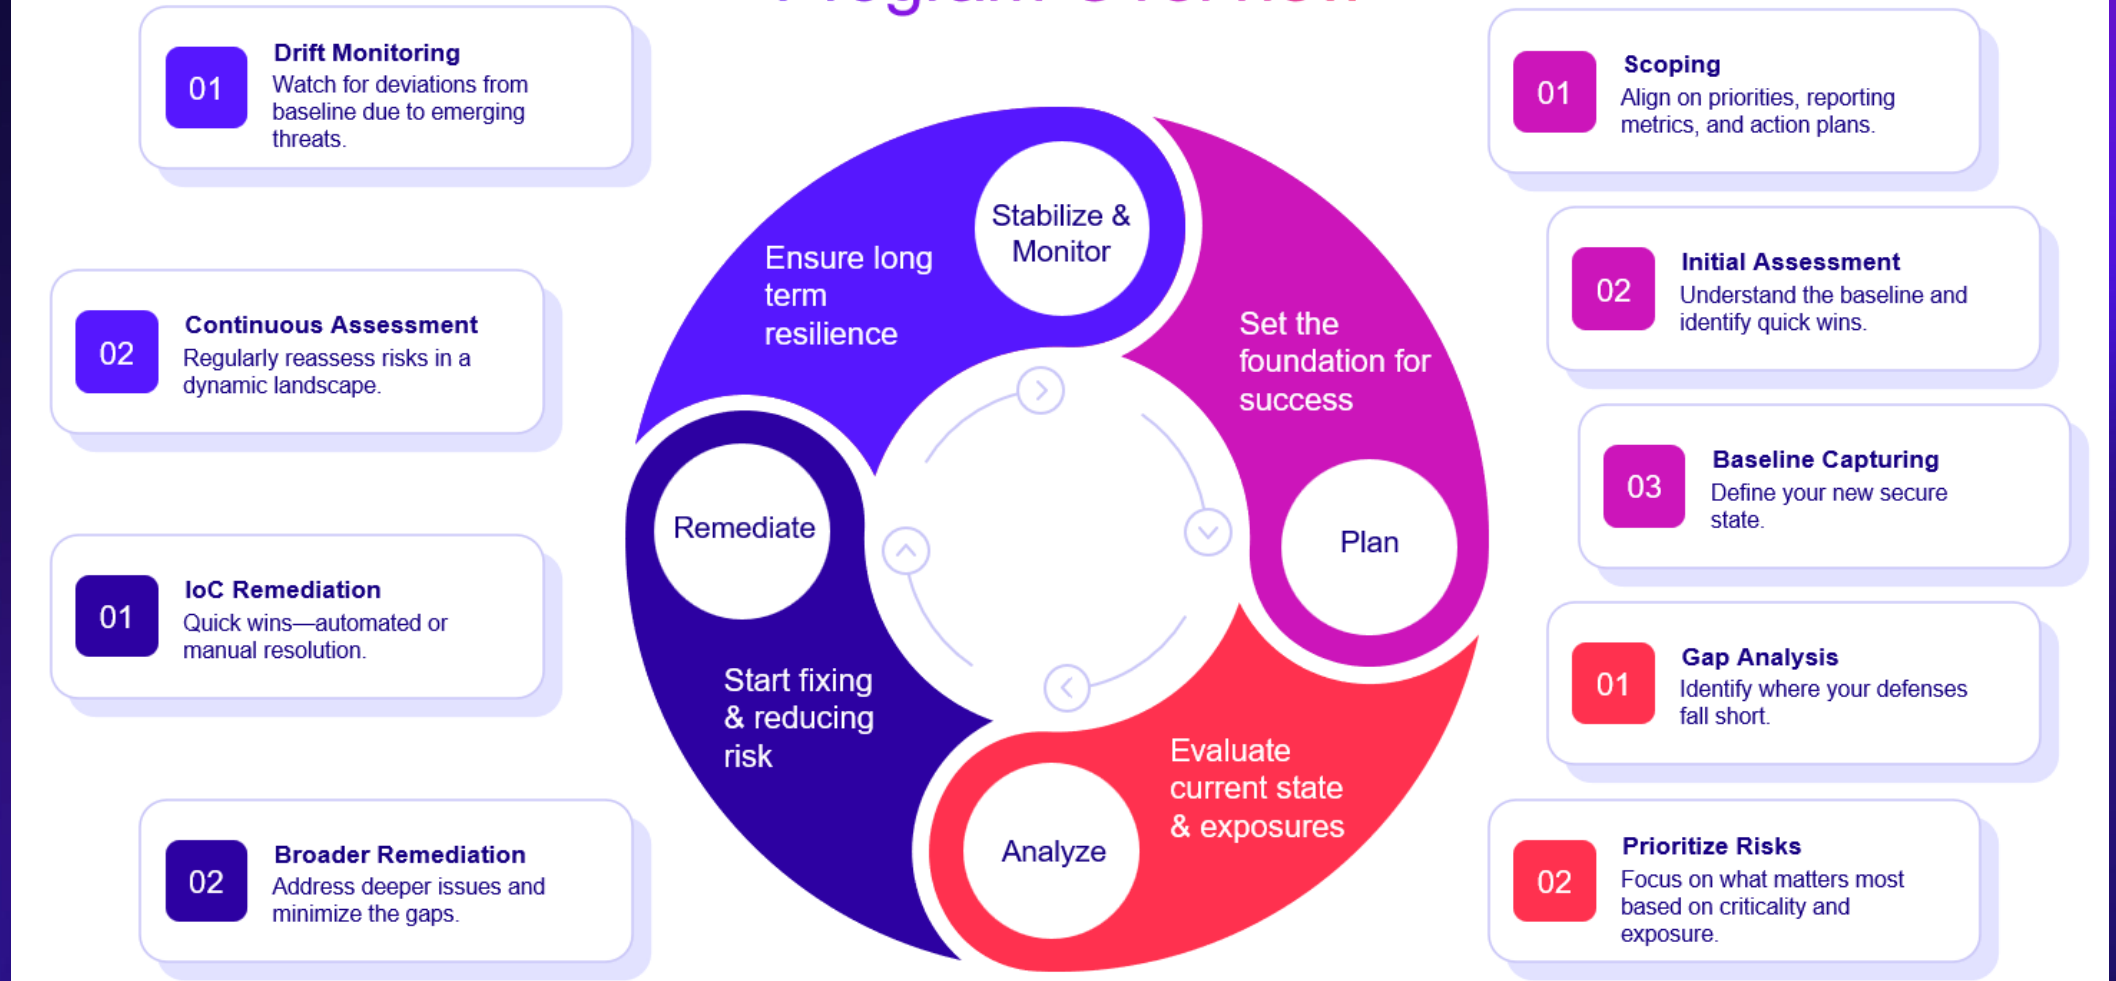 Program Overview
01
Drift Monitoring
Watch for deviations from
baseline due to emerging
threats.
02
Continuous Assessment
Regularly reassess risks in a
dynamic landscape.
01
IoC Remediation
Quick wins—automated or
manual resolution.
02
Broader Remediation
Address deeper issues and
minimize the gaps.
Stabilize &
Monitor
Ensure long
term
resilience
Set the
foundation for
success
Plan
Remediate
Start fixing
& reducing
risk
Evaluate
current state
& exposures
Analyze
01
Scoping
Align on priorities, reporting
metrics, and action plans.
02
Initial Assessment
Understand the baseline and
identify quick wins.
03
Baseline Capturing
Define your new secure
state.
01
Gap Analysis
Identify where your defenses
fall short.
02
Prioritize Risks
Focus on what matters most
based on criticality and
exposure.